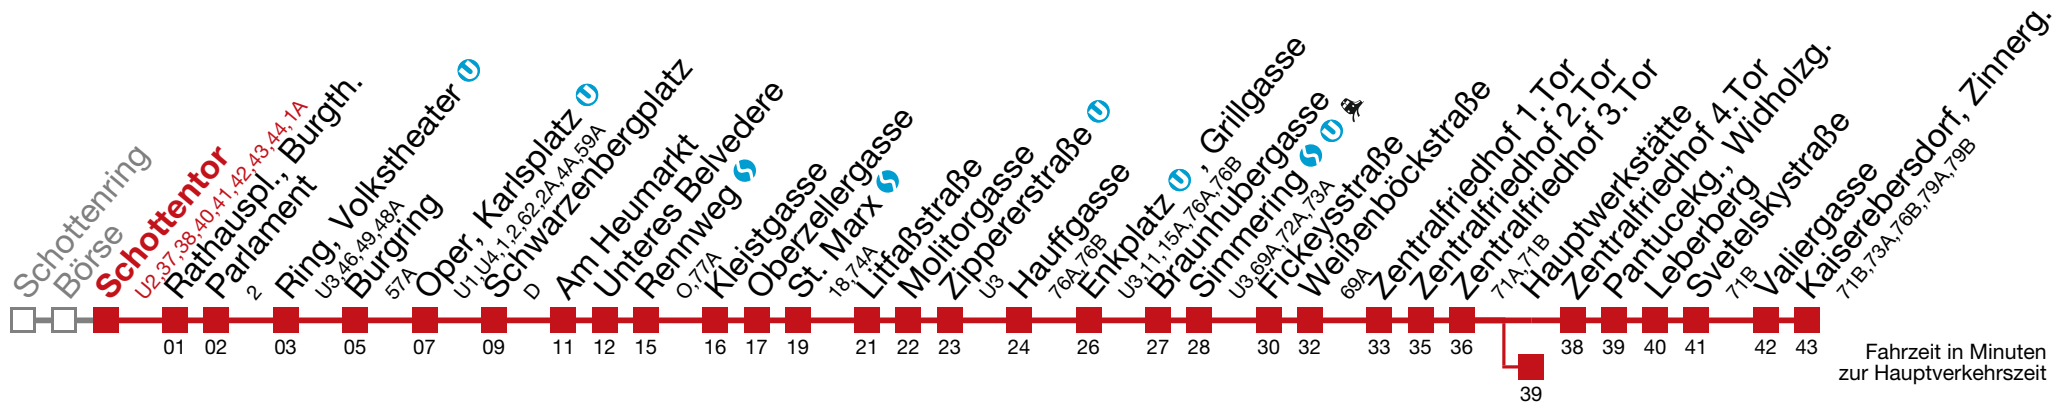 Schottenring
Börse
Schottentor
U2,37,38,40,41,42,43,44,1A
Rathauspl., Burgth.
Parlament
2
Ring, Volkstheater
U3,46,49,48A
Burgring
57A
Oper, Karlsplatz
U1,U4,1,2,62,2A,4A,59A
Schwarzenbergplatz
D
Am Heumarkt
Unteres Belvedere
Rennweg
O,77A
Kleistgasse
Oberzellergasse
St. Marx
18,74A
Litfaßstraße
Molitorgasse
Zippererstraße
U3
Hauffgasse
76A,76B
Enkplatz , Grillgasse
U3,11,15A,76A,76B
Braunhubergasse
Simmering
U3,69A,72A,73A
Fickeysstraße
Weißenböckstraße
69A
Zentralfriedhof 1.Tor
Zentralfriedhof 2.Tor
Zentralfriedhof 3.Tor
71A,71B
Hauptwerkstätte
Zentralfriedhof 4.Tor
Pantucekg., Widholzg.
Leberberg
Svetelskystraße
71B
Valiergasse
Kaiserebersdorf, Zinnerg.
71B,73A,76B,79A,79B
01 02 03 05 07 09 11 12 15 16 17 19 21 22 23 24 26 27 28 30 32 33 35 36 38 39 40 41 42 43
39
Fahrzeit in Minuten
zur Hauptverkehrszeit